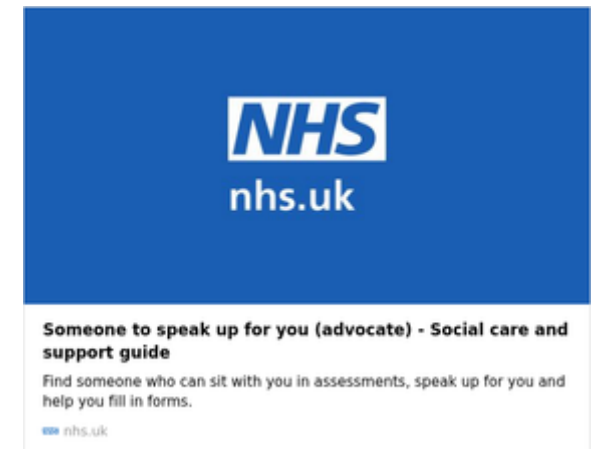 NHS
nhs.uk
Someone to speak up for you (advocate) - Social care and
support guide
Find someone who can sit with you in assessments, speak up for you and
help you fill in forms.
nhs.uk